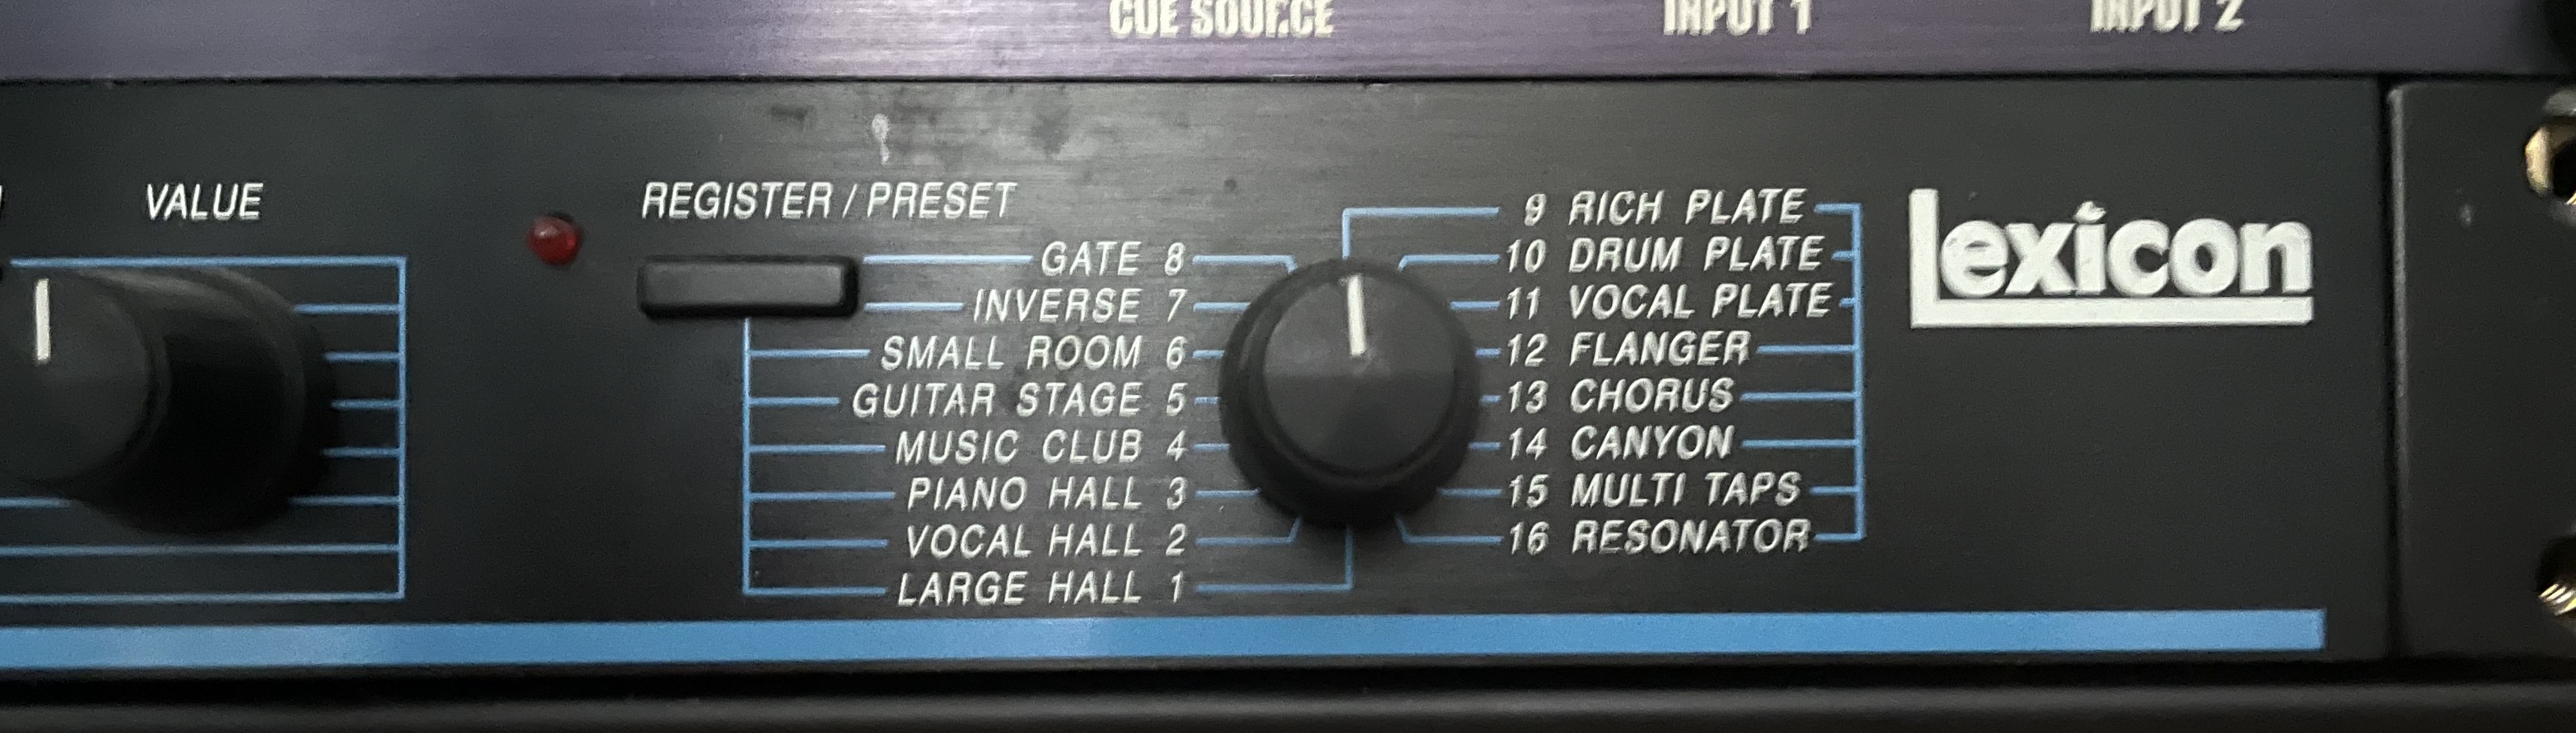 CUE SOURCE
INPUT 1
INPUT 2
VALUE
REGISTER / PRESET
GATE 8
INVERSE 7
SMALL ROOM 6
GUITAR STAGE 5
MUSIC CLUB 4
PIANO HALL 3
VOCAL HALL 2
LARGE HALL 1
9 RICH PLATE
10 DRUM PLATE
11 VOCAL PLATE
12 FLANGER
13 CHORUS
14 CANYON
15 MULTI TAPS
16 RESONATOR
lexicon